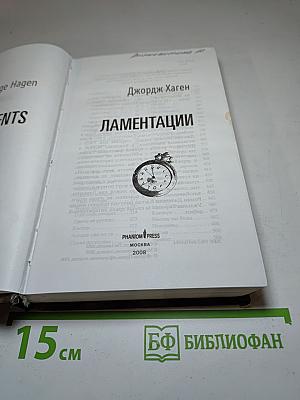 ge Hagen
ENTS
Джордж Хаген
ЛАМЕНТАЦИИ
PHANTOM PRESS
МОСКВА
2008
15 см
БФ БИБЛИОФАН